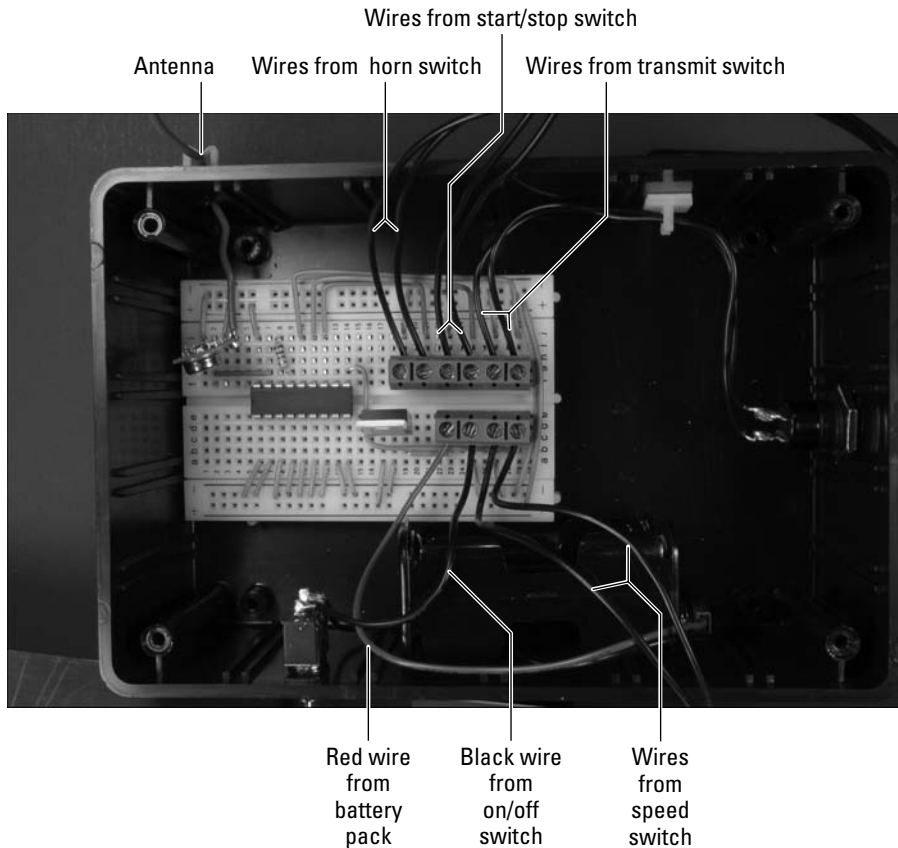 Wires from start/stop switch
Antenna
Wires from horn switch
Wires from transmit switch
Red wire
from
battery
pack
Black wire
from
on/off
switch
Wires
from
speed
switch